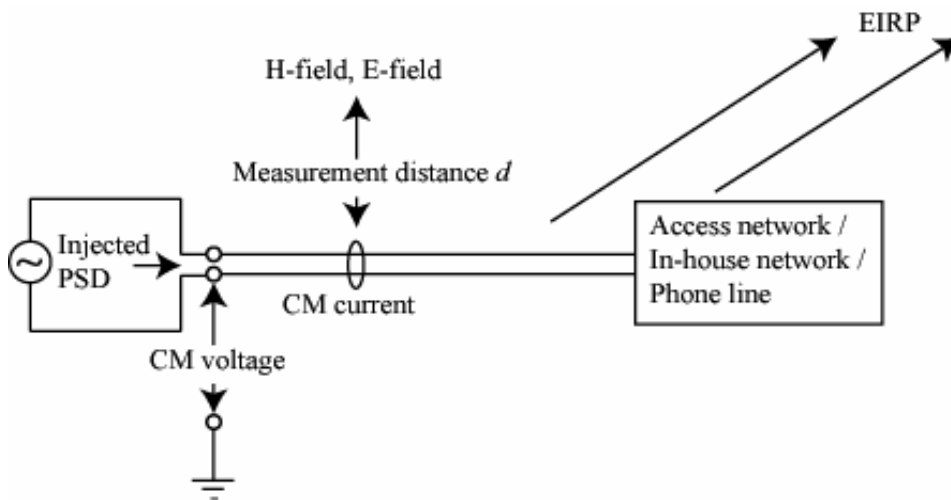 EIRP
H-field, E-field
Measurement distance d
Injected
PSD
CM current
CM voltage
Access network /
In-house network /
Phone line